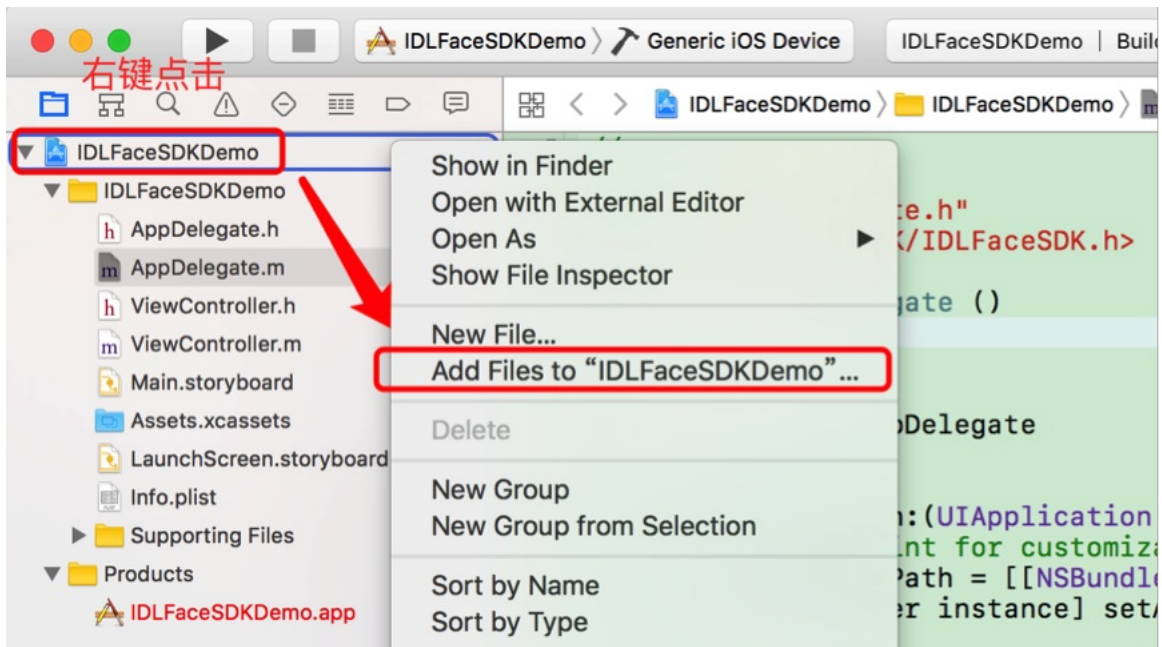 IDLFaceSDKDemo 〉 Generic iOS Device
IDLFaceSDKDemo | Buil
右键点击
IDLFaceSDKDemo 〉 IDLFaceSDKDemo 〉 m
IDLFaceSDKDemo
IDLFaceSDKDemo
h AppDelegate.h
m AppDelegate.m
h ViewController.h
m ViewController.m
Main.storyboard
Assets.xcassets
LaunchScreen.storyboard
Info.plist
Supporting Files
Products
IDLFaceSDKDemo.app
Show in Finder
Open with External Editor
Open As
Show File Inspector
New File...
Add Files to “IDLFaceSDKDemo”...
Delete
New Group
New Group from Selection
Sort by Name
Sort by Type
//
te.h"
/IDLFaceSDK.h>
gate ()
Delegate
n:(UIApplication
int for customiza
Path = [[NSBundle
er instance] set